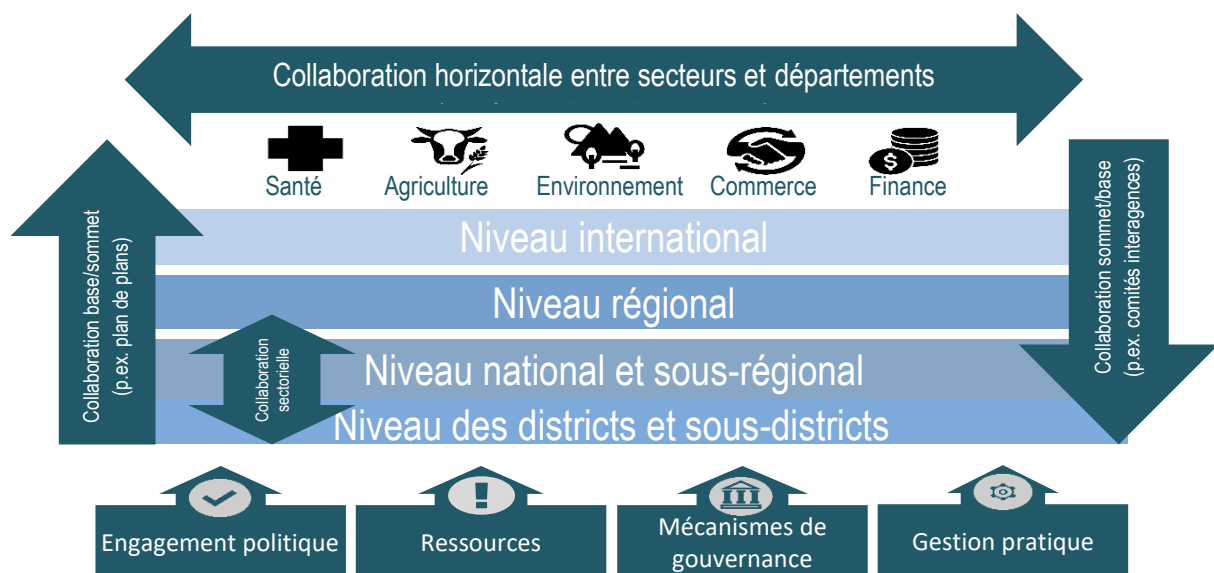 Collaboration horizontale entre secteurs et départements
Santé
Agriculture
Environnement
Commerce
Finance
Niveau international
Niveau régional
Niveau national et sous-régional
Niveau des districts et sous-districts
Collaboration base/sommet
(p.ex. plan de plans)
Collaboration
sectorielle
Collaboration sommet/base
(p.ex. comités interagences)
Engagement politique
Ressources
Mécanismes de
gouvernance
Gestion pratique